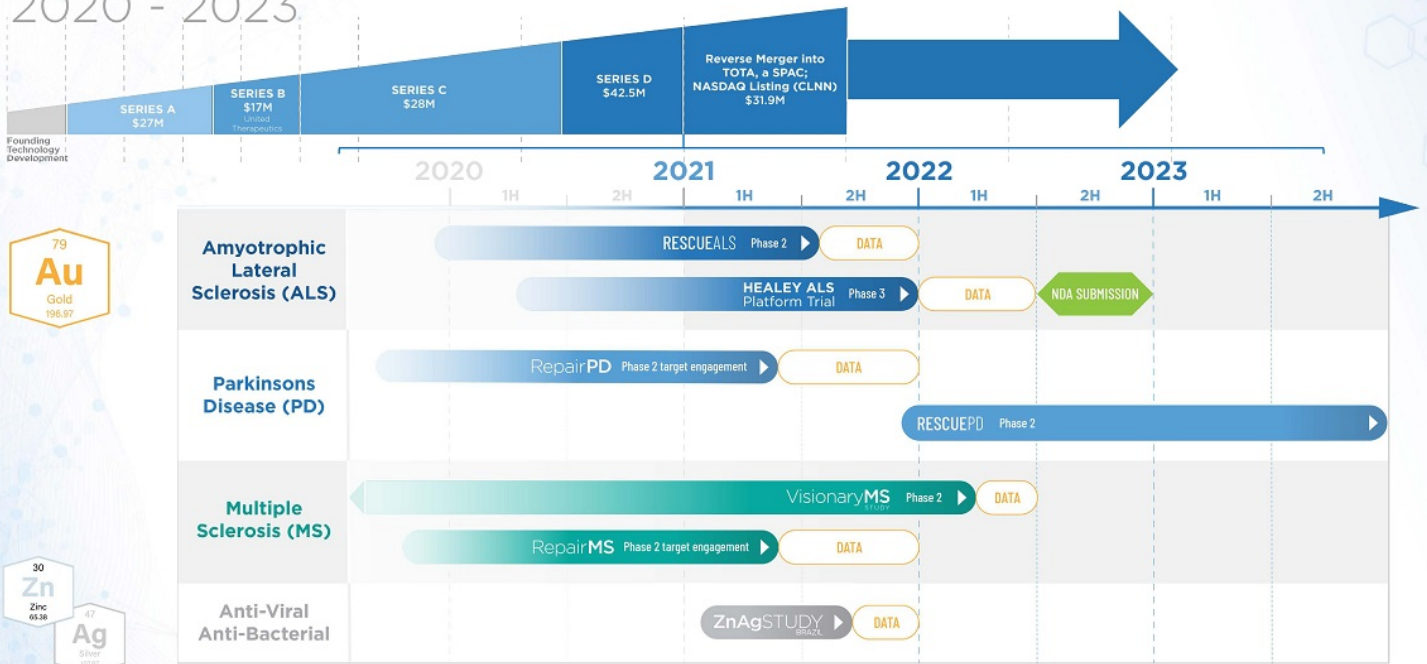 2020 - 2023
SERIES A
$27M
SERIES B
$17M
United
Therapeutics
SERIES C
$28M
SERIES D
$42.5M
Reverse Merger into
TOTA, a SPAC;
NASDAQ Listing (CLNN)
$31.9M
Founding
Technology
Development
2020
2021
2022
2023
1H
2H
1H
2H
1H
2H
1H
2H
79
Au
Gold
196.97
Amyotrophic
Lateral
Sclerosis (ALS)
RESCUEALS Phase 2
DATA
HEALEY ALS
Platform Trial
Phase 3
DATA
NDA SUBMISSION
Parkinsons
Disease (PD)
RepairPD Phase 2 target engagement
DATA
RESCUEPD Phase 2
Multiple
Sclerosis (MS)
VisionaryMS Phase 2
STUDY
DATA
RepairMS Phase 2 target engagement
DATA
30
Zn
Zinc
65.38
47
Ag
Silver
Anti-Viral
Anti-Bacterial
ZnAgSTUDY
BRAZIL
DATA